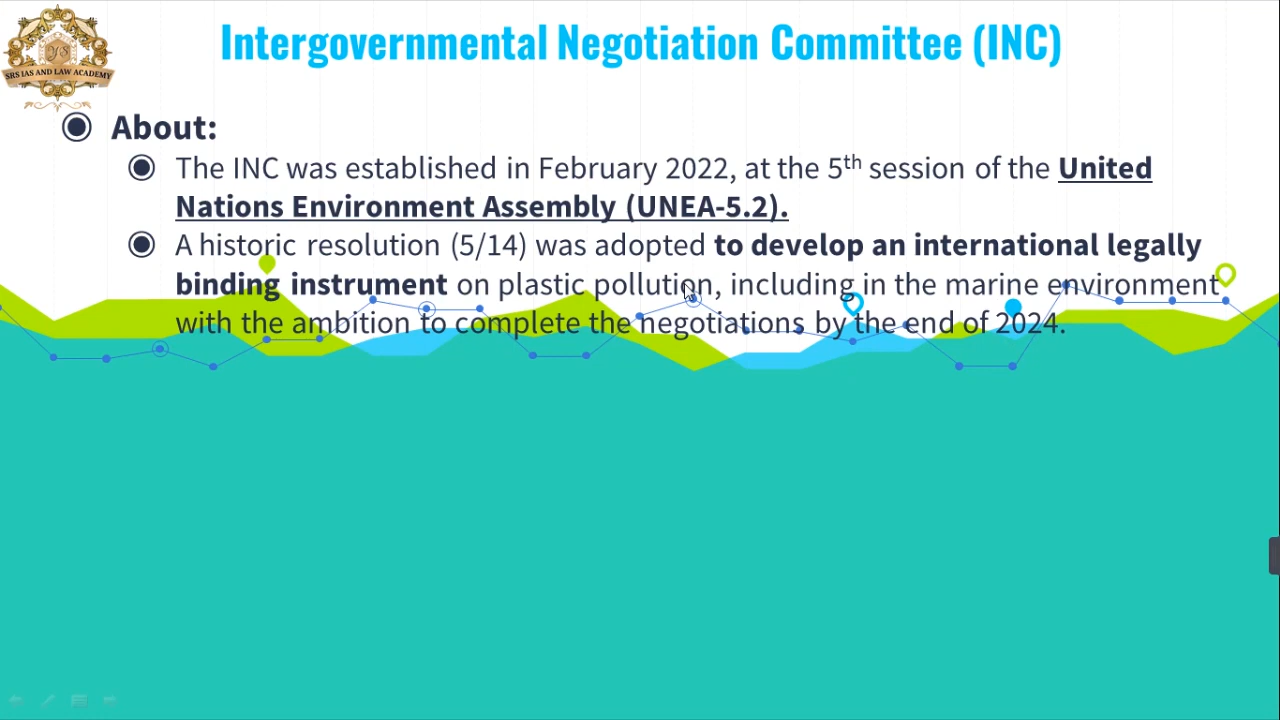 Intergovernmental Negotiation Committee (INC)
SRS IAS AND LAW ACADEMY
About:
The INC was established in February 2022, at the 5th session of the United
Nations Environment Assembly (UNEA-5.2).
A historic resolution (5/14) was adopted to develop an international legally
binding instrument on plastic pollution, including in the marine environment
with the ambition to complete the negotiations by the end of 2024.